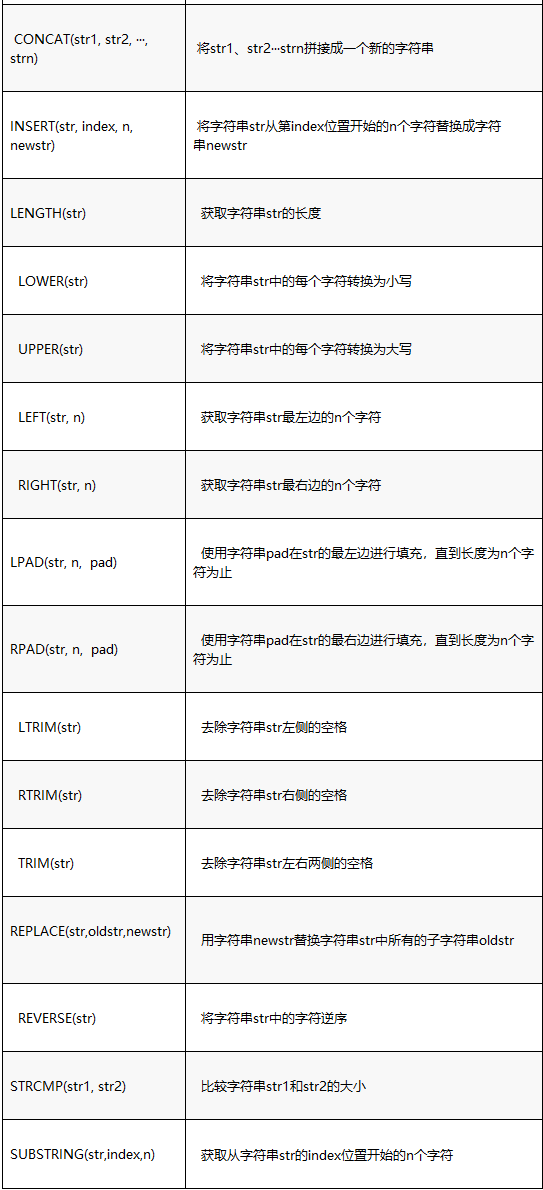 CONCAT(str1, str2, ···,
strn)
将str1、str2···strn拼接成一个新的字符串
INSERT(str, index, n,
newstr)
将字符串str从第index位置开始的n个字符替换成字符
串newstr
LENGTH(str)
获取字符串str的长度
LOWER(str)
将字符串str中的每个字符转换为小写
UPPER(str)
将字符串str中的每个字符转换为大写
LEFT(str, n)
获取字符串str最左边的n个字符
RIGHT(str, n)
获取字符串str最右边的n个字符
LPAD(str, n, pad)
使用字符串pad在str的最左边进行填充，直到长度为n个字
符为止
RPAD(str, n, pad)
使用字符串pad在str的最右边进行填充，直到长度为n个字
符为止
LTRIM(str)
去除字符串str左侧的空格
RTRIM(str)
去除字符串str右侧的空格
TRIM(str)
去除字符串str左右两侧的空格
REPLACE(str,oldstr,newstr)
用字符串newstr替换字符串str中所有的子字符串oldstr
REVERSE(str)
将字符串str中的字符逆序
STRCMP(str1, str2)
比较字符串str1和str2的大小
SUBSTRING(str,index,n)
获取从字符串str的index位置开始的n个字符